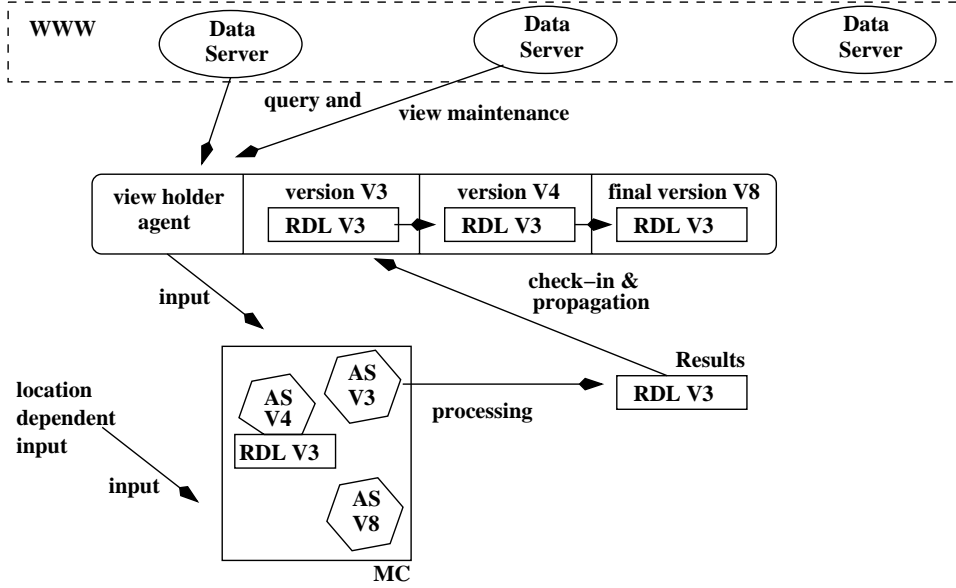 WWW
Data
Server
Data
Server
Data
Server
query and
view maintenance
view holder
agent
version V3
RDL V3
version V4
RDL V3
final version V8
RDL V3
input
check−in &
propagation
Results
RDL V3
AS
V3
AS
V4
RDL V3
processing
location
dependent
input
input
AS
V8
MC